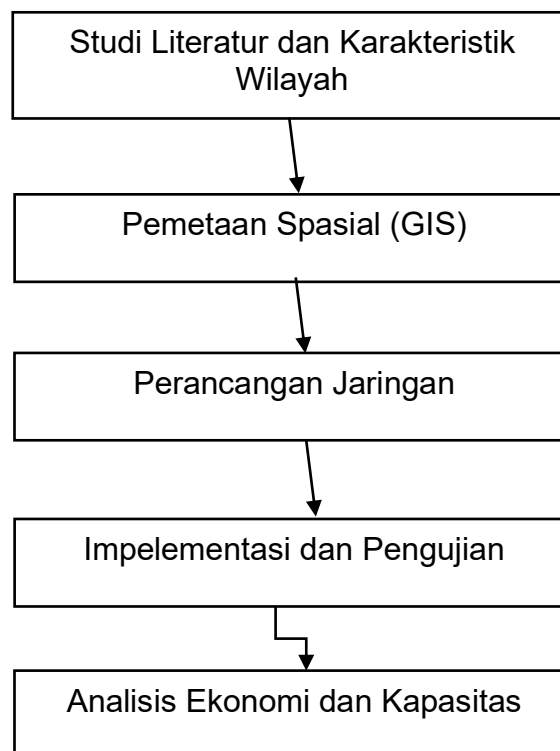 Studi Literatur dan Karakteristik
Wilayah
Pemetaan Spasial (GIS)
Perancangan Jaringan
Impelementasi dan Pengujian
Analisis Ekonomi dan Kapasitas